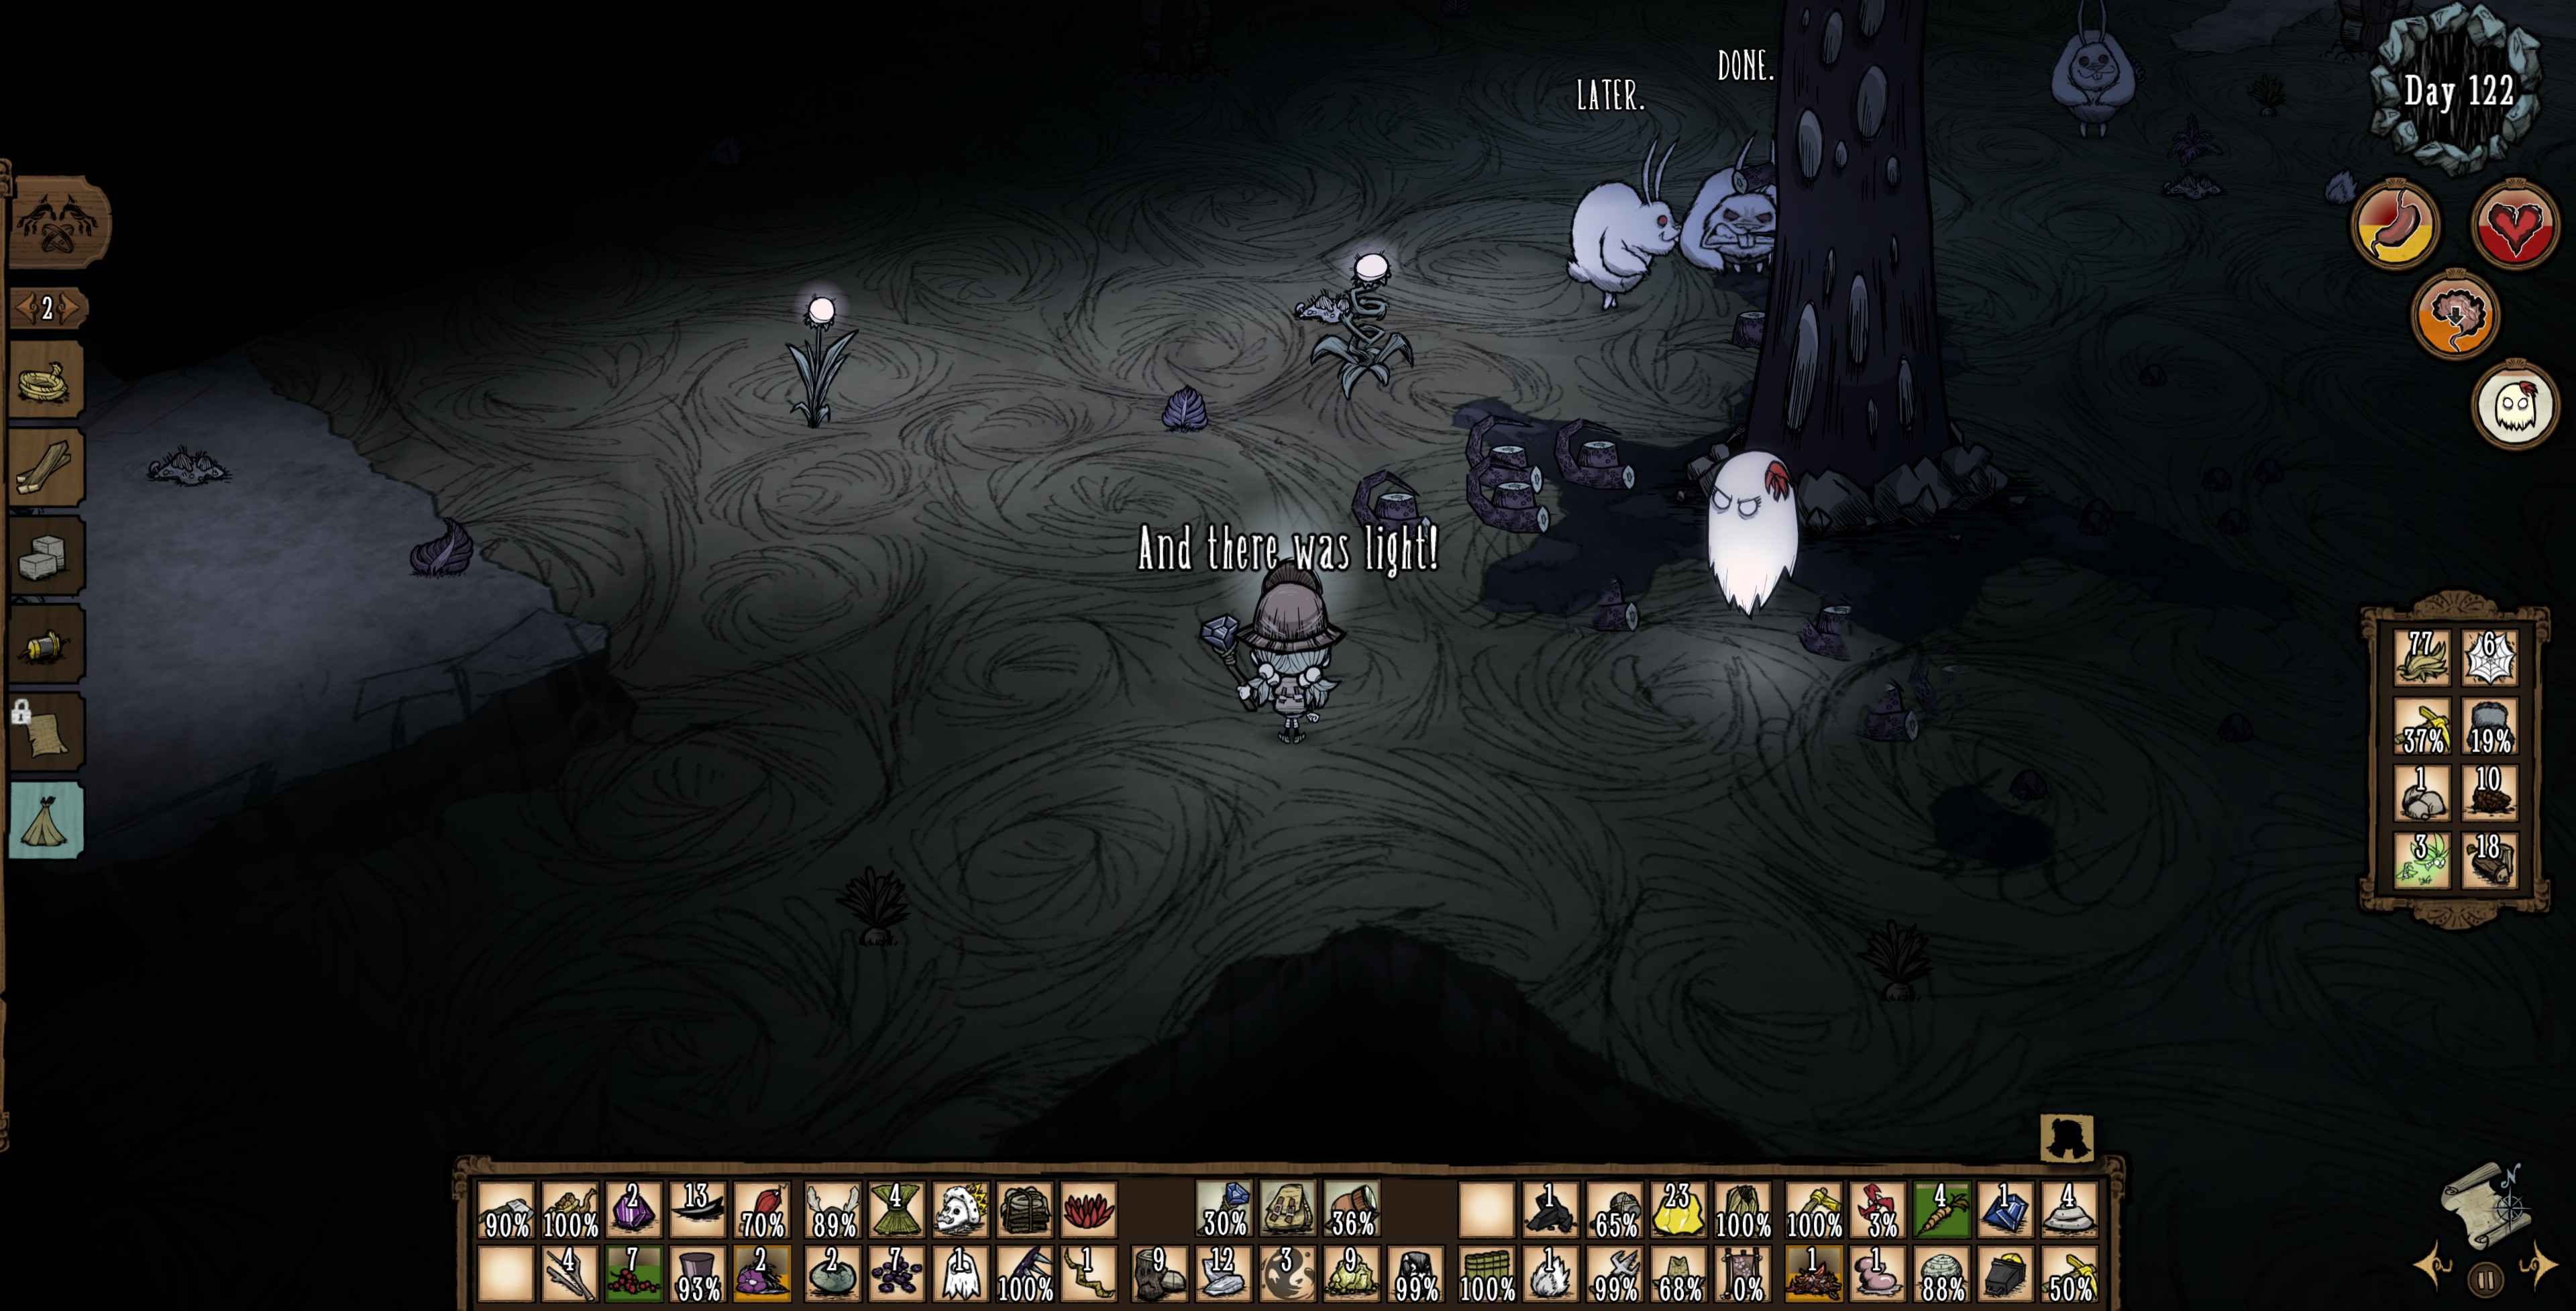 DONE.
LATER.
Day 122
2
And there was light!
77 6
37% 19%
1 10
3 18
90% 100% 2 13 70% 89% 4 30% 36% 1 65% 23 100% 100% 3% 4 1 4
4 7 93% 2 2 7 1 100% 1 9 12 3 9 99% 100% 1 99% 68% 0% 1 1 88% 50%
N